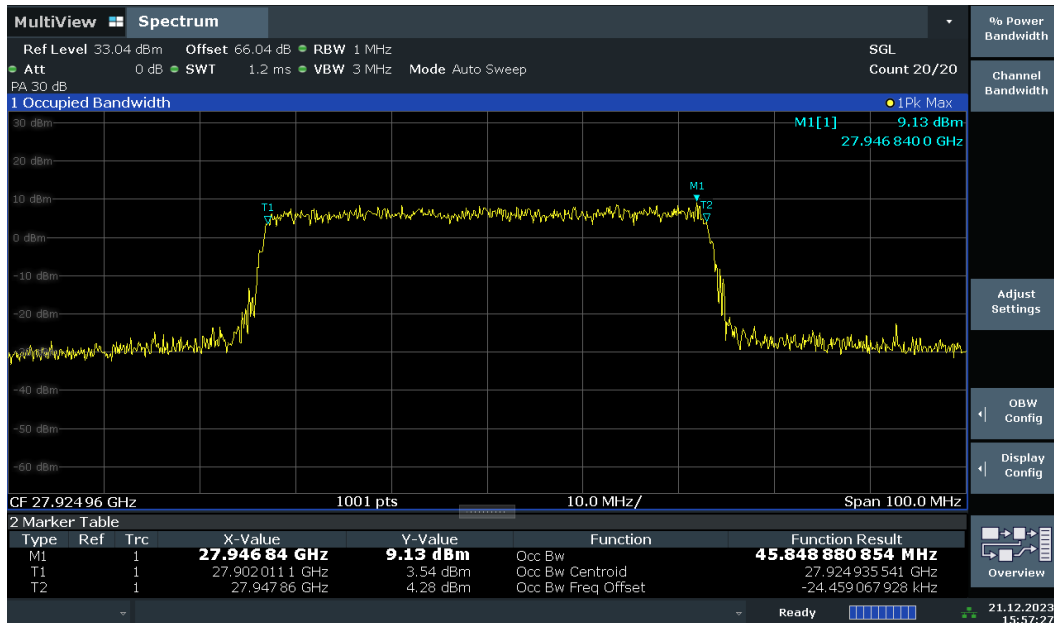 MultiView Spectrum
Ref Level 33.04 dBm Offset 66.04 dB RBW 1 MHz SGL
Att 0 dB SWT 1.2 ms VBW 3 MHz Mode Auto Sweep Count 20/20
PA 30 dB
1 Occupied Bandwidth 1Pk Max
30 dBm
M1[1] 9.13 dBm
27.946 840 0 GHz
20 dBm
M1
10 dBm
T1
T2
0 dBm
-10 dBm
-20 dBm
-40 dBm
-50 dBm
-60 dBm
CF 27.924 96 GHz 1001 pts 10.0 MHz/ Span 100.0 MHz
2 Marker Table
Type Ref Trc X-Value Y-Value Function Function Result
M1 1 27.946 84 GHz 9.13 dBm Occ Bw 45.848 880 854 MHz
T1 1 27.902 011 1 GHz 3.54 dBm Occ Bw Centroid 27.924 935 541 GHz
T2 1 27.947 86 GHz 4.28 dBm Occ Bw Freq Offset -24.459 067 928 kHz
Ready
21.12.2023
15:57:27
% Power
Bandwidth
Channel
Bandwidth
Adjust
Settings
OBW
Config
Display
Config
Overview